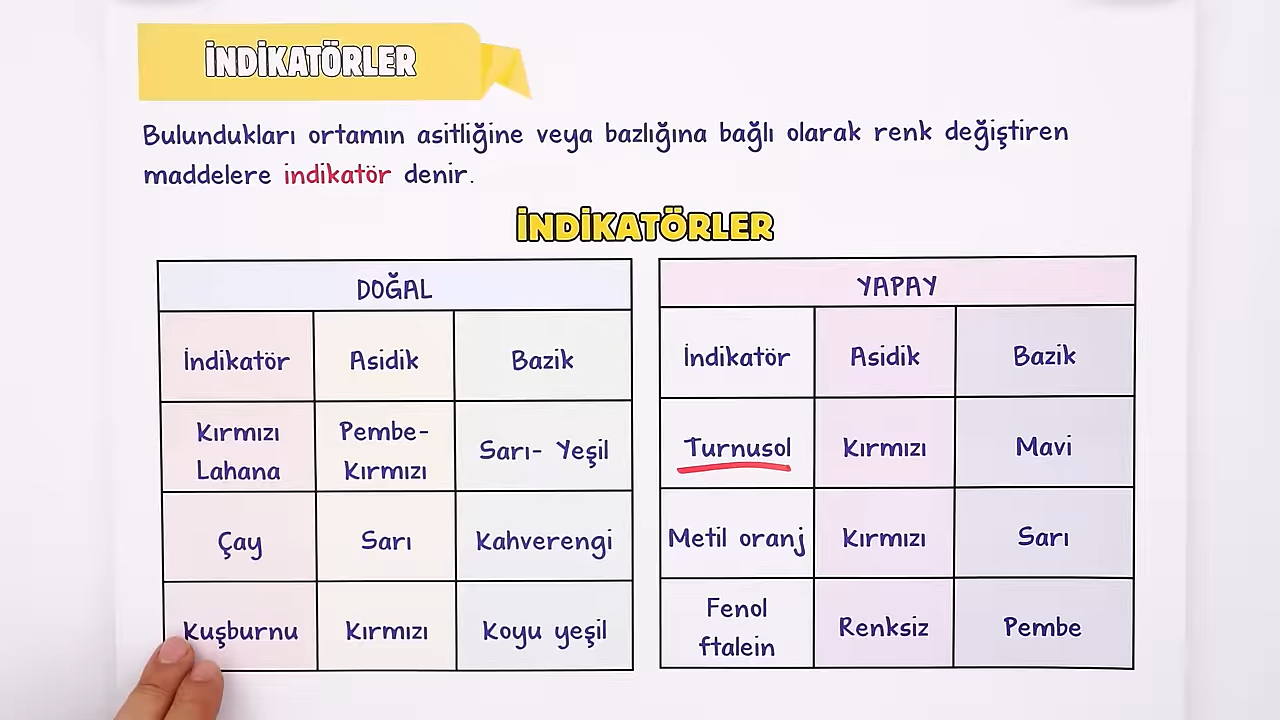 İNDİKATÖRLER
Bulundukları ortamın asitliğine veya bazlığına bağlı olarak renk değiştiren
maddelere indikatör denir.
İNDİKATÖRLER
DOĞAL
İndikatör Asidik Bazik
Kırmızı Lahana Pembe-Kırmızı Sarı- Yeşil
Çay Sarı Kahverengi
Kuşburnu Kırmızı Koyu yeşil
YAPAY
İndikatör Asidik Bazik
Turnusol Kırmızı Mavi
Metil oranj Kırmızı Sarı
Fenol ftalein Renksiz Pembe